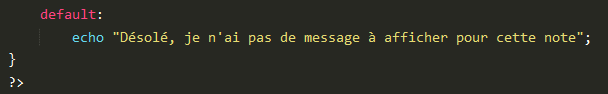 default:
echo "Désolé, je n'ai pas de message à afficher pour cette note";
}
?>